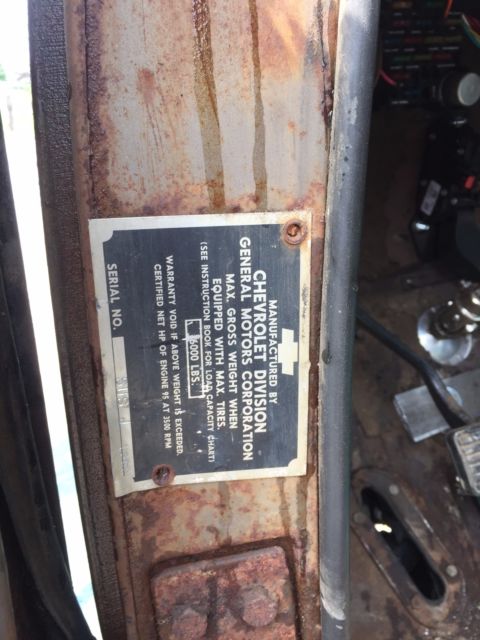 MANUFACTURED BY
CHEVROLET DIVISION
GENERAL MOTORS CORPORATION
MAX. GROSS WEIGHT WHEN
EQUIPPED WITH MAX. TIRES.
(SEE INSTRUCTION BOOK FOR LOAD CAPACITY CHART)
6000 LBS.
WARRANTY VOID IF ABOVE WEIGHT IS EXCEEDED.
CERTIFIED NET HP OF ENGINE 95 AT 3500 RPM
SERIAL NO.